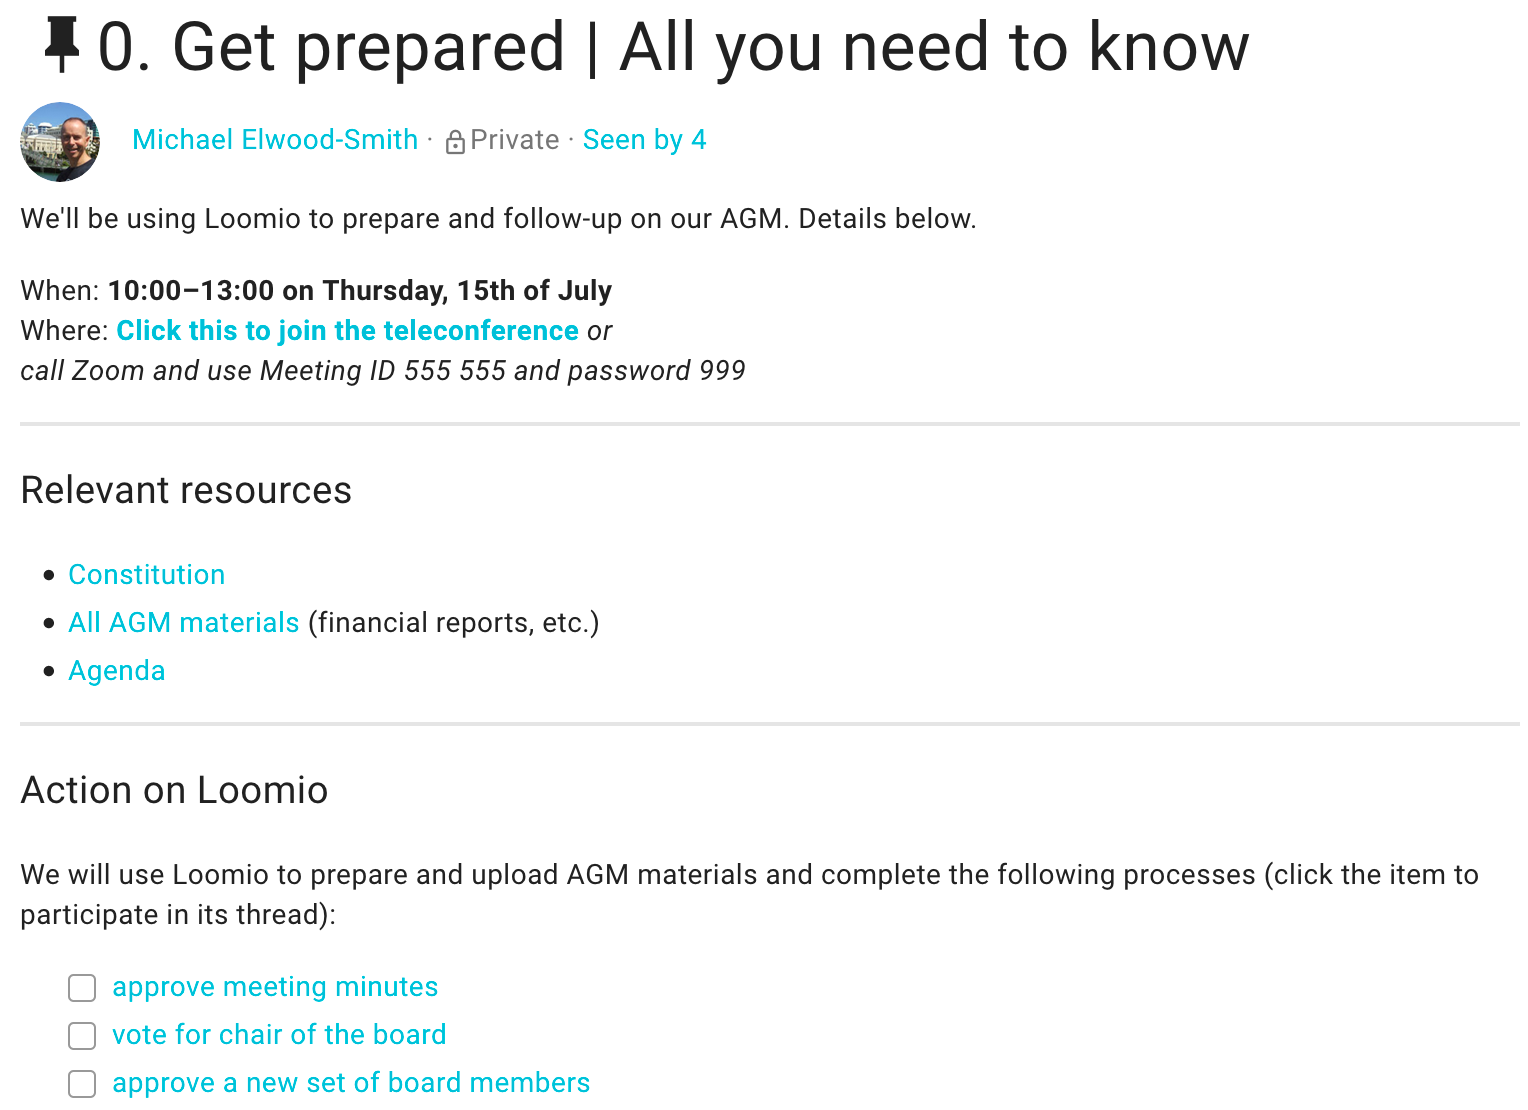 0. Get prepared | All you need to know
Michael Elwood-Smith · Private · Seen by 4
We'll be using Loomio to prepare and follow-up on our AGM. Details below.
When: 10:00–13:00 on Thursday, 15th of July
Where: Click this to join the teleconference or
call Zoom and use Meeting ID 555 555 and password 999
Relevant resources
• Constitution
• All AGM materials (financial reports, etc.)
• Agenda
Action on Loomio
We will use Loomio to prepare and upload AGM materials and complete the following processes (click the item to
participate in its thread):
approve meeting minutes
vote for chair of the board
approve a new set of board members